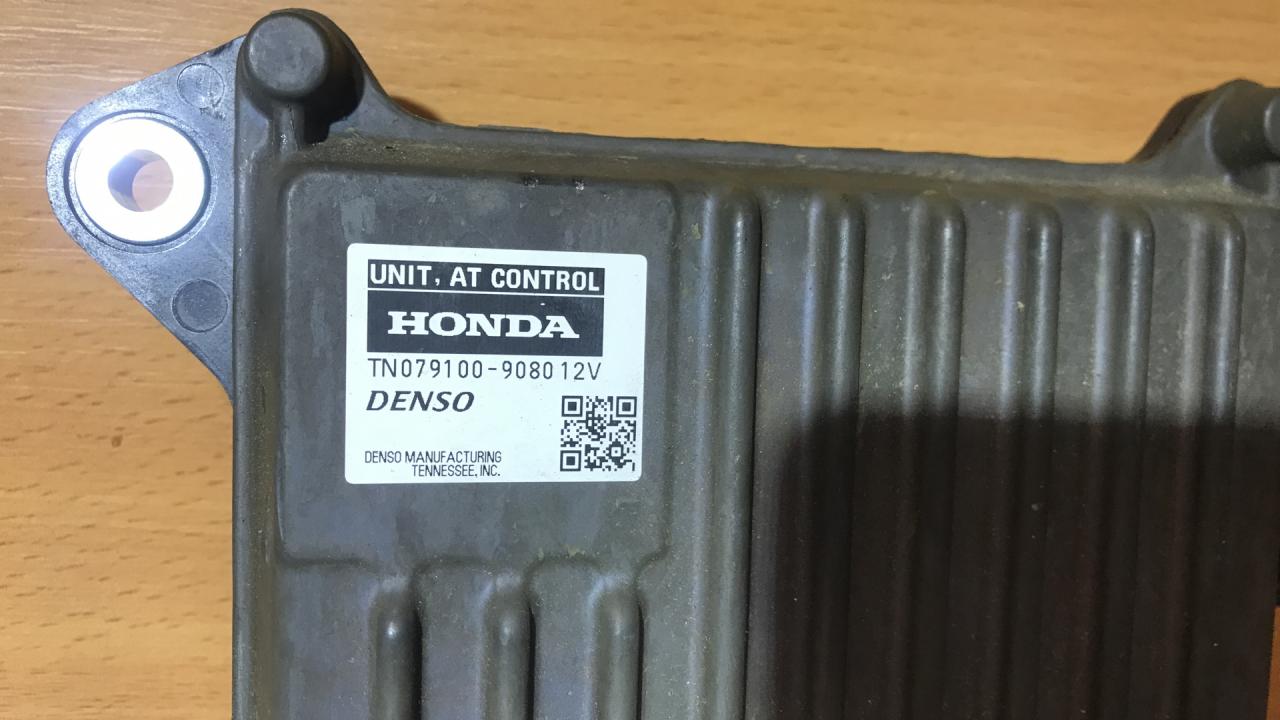 UNIT, AT CONTROL
HONDA
TN079100-9080 12V
DENSO
DENSO MANUFACTURING
TENNESSEE, INC.